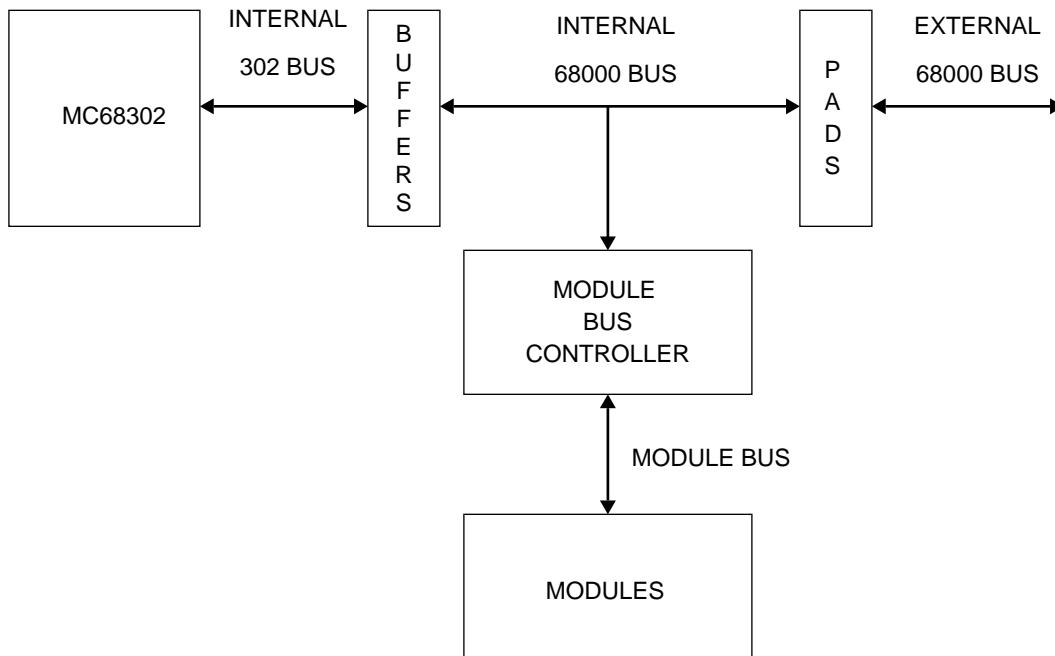 INTERNAL
302 BUS
MC68302
B
U
F
F
E
R
S
INTERNAL
68000 BUS
P
A
D
S
EXTERNAL
68000 BUS
MODULE
BUS
CONTROLLER
MODULE BUS
MODULES